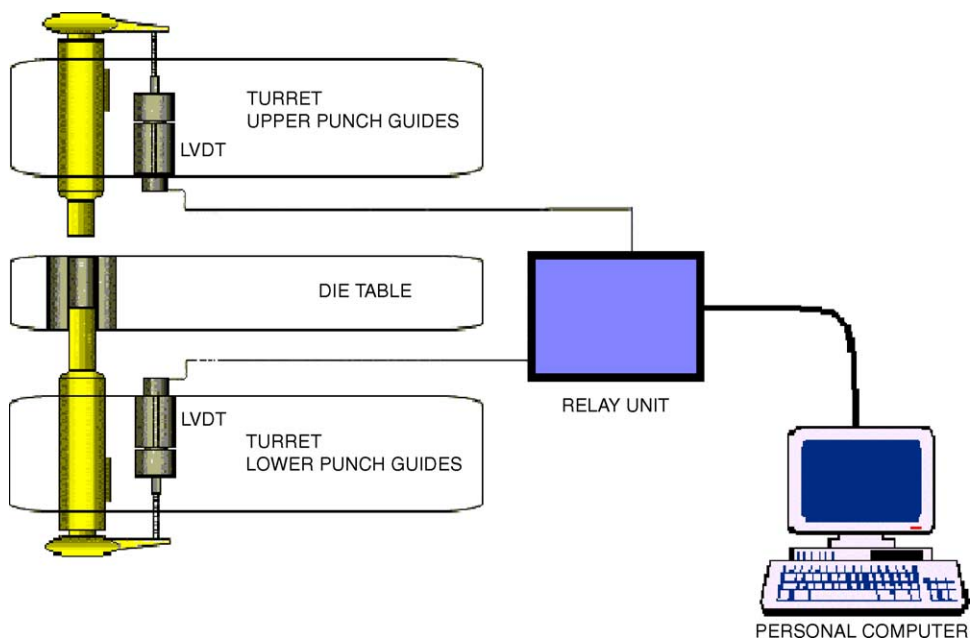 TURRET
UPPER PUNCH GUIDES
LVDT
DIE TABLE
RELAY UNIT
LVDT
TURRET
LOWER PUNCH GUIDES
PERSONAL COMPUTER